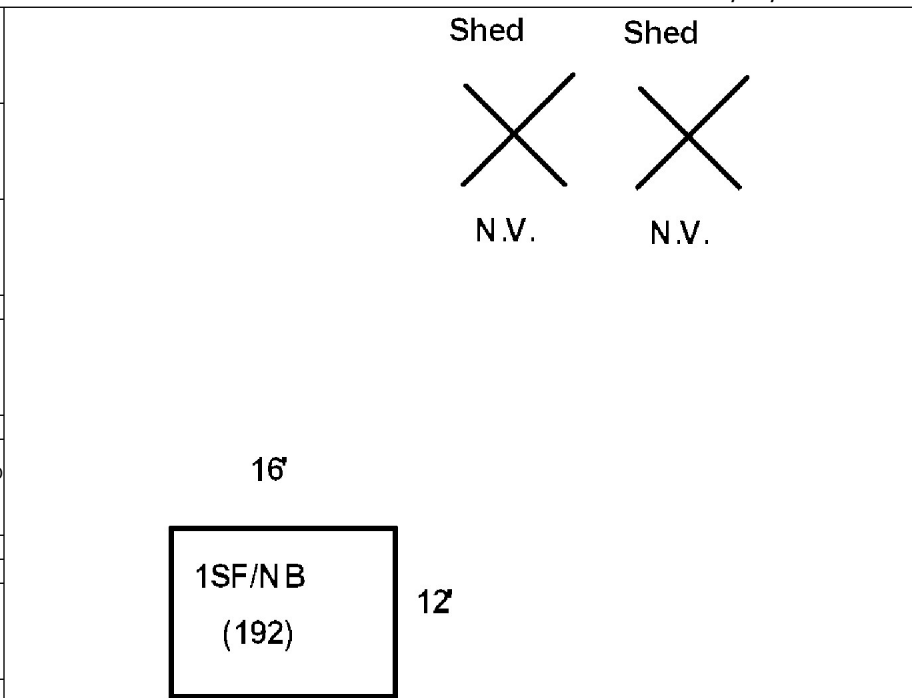 Shed Shed
N.V. N.V.
16'
1SF/NB
12'
(192)